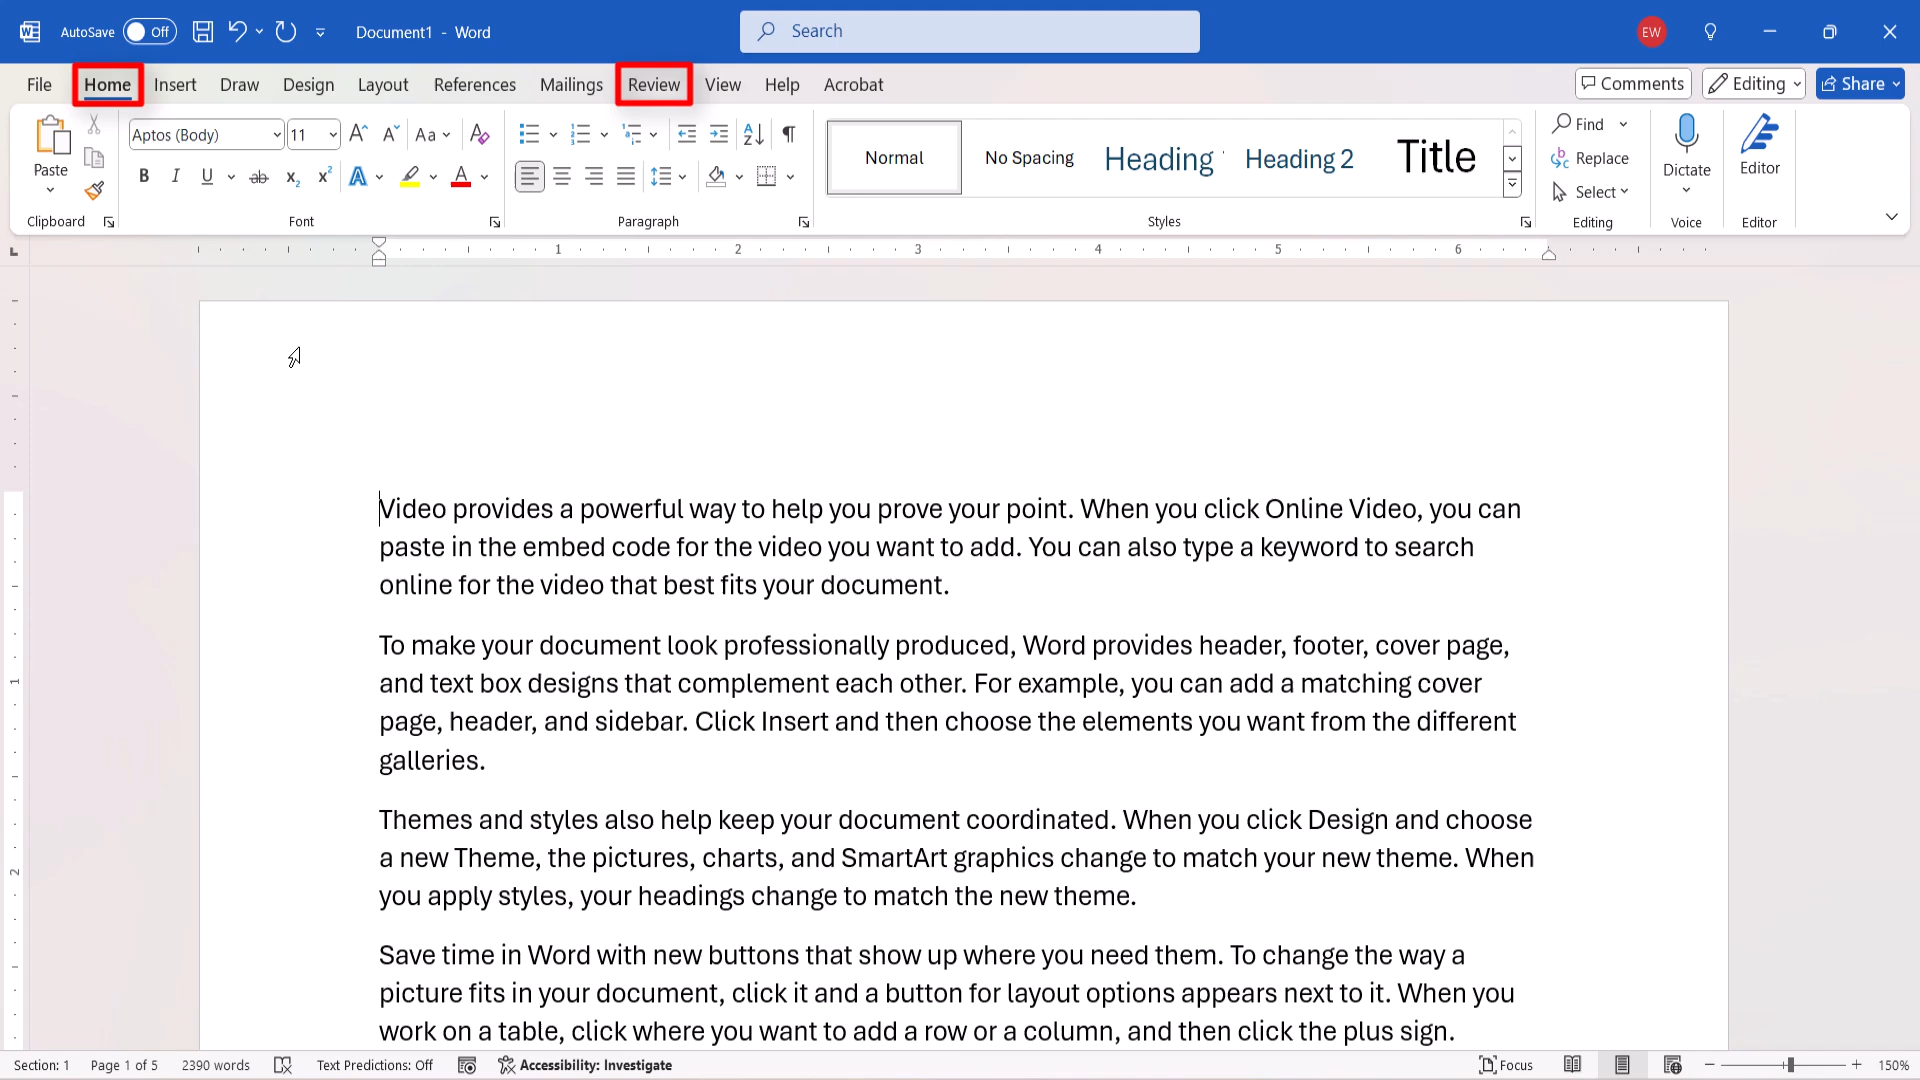 AutoSave Off Document1 - Word Search EW
File Home Insert Draw Design Layout References Mailings Review View Help Acrobat Comments Editing Share
Paste Aptos (Body) 11 Aa Normal No Spacing Heading Heading 2 Title Find Replace Select Dictate Editor
B I U ab x₂ x² A A
Clipboard Font Paragraph Styles Editing Voice Editor
1 2 3 4 5 6
Video provides a powerful way to help you prove your point. When you click Online Video, you can
paste in the embed code for the video you want to add. You can also type a keyword to search
online for the video that best fits your document.
To make your document look professionally produced, Word provides header, footer, cover page,
and text box designs that complement each other. For example, you can add a matching cover
page, header, and sidebar. Click Insert and then choose the elements you want from the different
galleries.
Themes and styles also help keep your document coordinated. When you click Design and choose
a new Theme, the pictures, charts, and SmartArt graphics change to match your new theme. When
you apply styles, your headings change to match the new theme.
Save time in Word with new buttons that show up where you need them. To change the way a
picture fits in your document, click it and a button for layout options appears next to it. When you
work on a table, click where you want to add a row or a column, and then click the plus sign.
1
2
Section: 1 Page 1 of 5 2390 words Text Predictions: Off Accessibility: Investigate Focus 150%